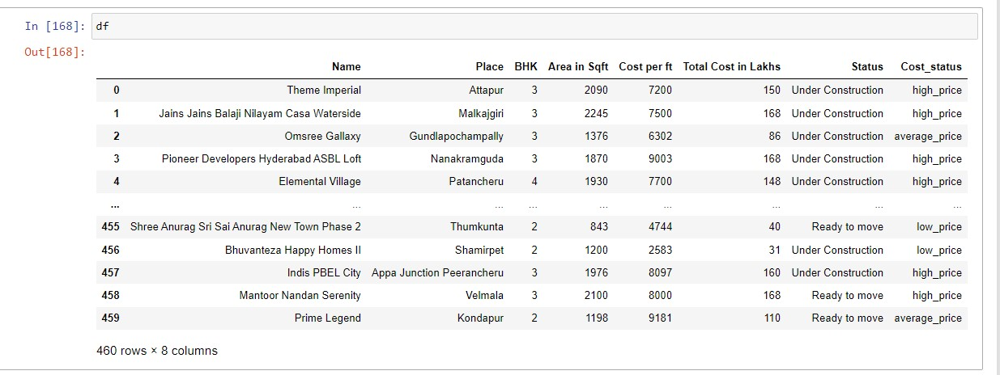 In [168]: df
Out[168]:
Name Place BHK Area in Sqft Cost per ft Total Cost in Lakhs Status Cost_status
0 Theme Imperial Attapur 3 2090 7200 150 Under Construction high_price
1 Jains Jains Balaji Nilayam Casa Waterside Malkajgiri 3 2245 7500 168 Under Construction high_price
2 Omsree Gallaxy Gundlapochampally 3 1376 6302 86 Under Construction average_price
3 Pioneer Developers Hyderabad ASBL Loft Nanakramguda 3 1870 9003 168 Under Construction high_price
4 Elemental Village Patancheru 4 1930 7700 148 Under Construction high_price
... ... ... ... ... ... ... ... ...
455 Shree Anurag Sri Sai Anurag New Town Phase 2 Thumkunta 2 843 4744 40 Ready to move low_price
456 Bhuvanteza Happy Homes II Shamirpet 2 1200 2583 31 Under Construction low_price
457 Indis PBEL City Appa Junction Peerancheru 3 1976 8097 160 Under Construction high_price
458 Mantoor Nandan Serenity Velmala 3 2100 8000 168 Ready to move high_price
459 Prime Legend Kondapur 2 1198 9181 110 Ready to move average_price
460 rows × 8 columns